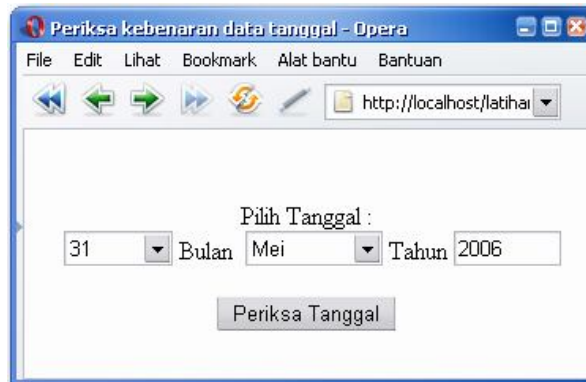 Periksa kebenaran data tanggal - Opera
File Edit Lihat Bookmark Alat bantu Bantuan
http://localhost/latihar
Pilih Tanggal :
31 Bulan Mei Tahun 2006
Periksa Tanggal